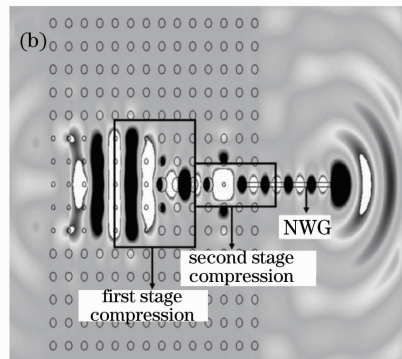 (b)
NWG
second stage
compression
first stage
compression